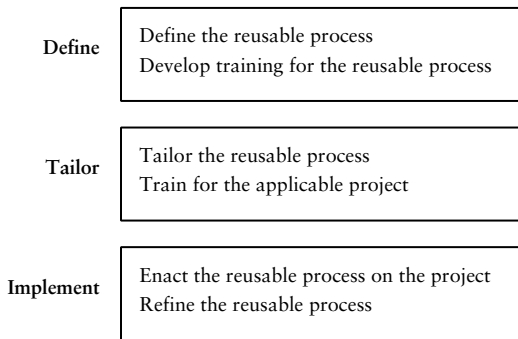 Define
Define the reusable process
Develop training for the reusable process
Tailor
Tailor the reusable process
Train for the applicable project
Implement
Enact the reusable process on the project
Refine the reusable process